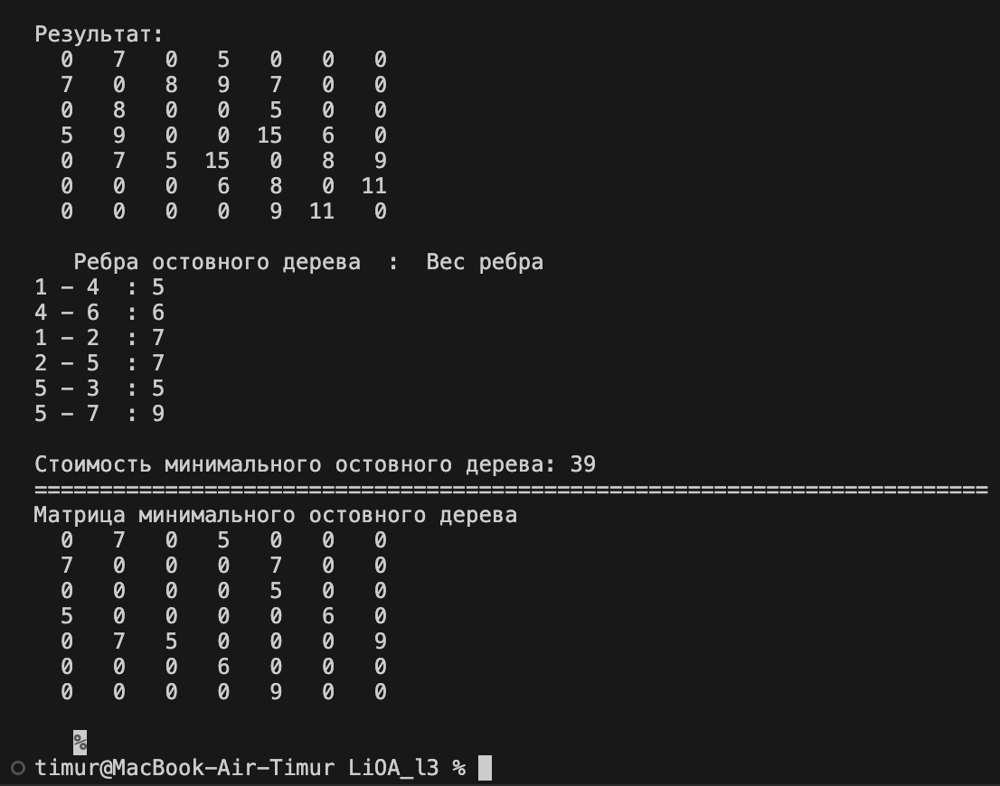 Результат:
0 7 0 5 0 0 0
7 0 8 9 7 0 0
0 8 0 0 5 0 0
5 9 0 0 15 6 0
0 7 5 15 0 8 9
0 0 0 6 8 0 11
0 0 0 0 9 11 0
Ребра остовного дерева : Вес ребра
1 - 4 : 5
4 - 6 : 6
1 - 2 : 7
2 - 5 : 7
5 - 3 : 5
5 - 7 : 9
Стоимость минимального остовного дерева: 39
=========================================================================
Матрица минимального остовного дерева
0 7 0 5 0 0 0
7 0 0 0 7 0 0
0 0 0 0 5 0 0
5 0 0 0 0 6 0
0 7 5 0 0 0 9
0 0 0 6 0 0 0
0 0 0 0 9 0 0
%
timur@MacBook-Air-Timur LiOA_l3 %